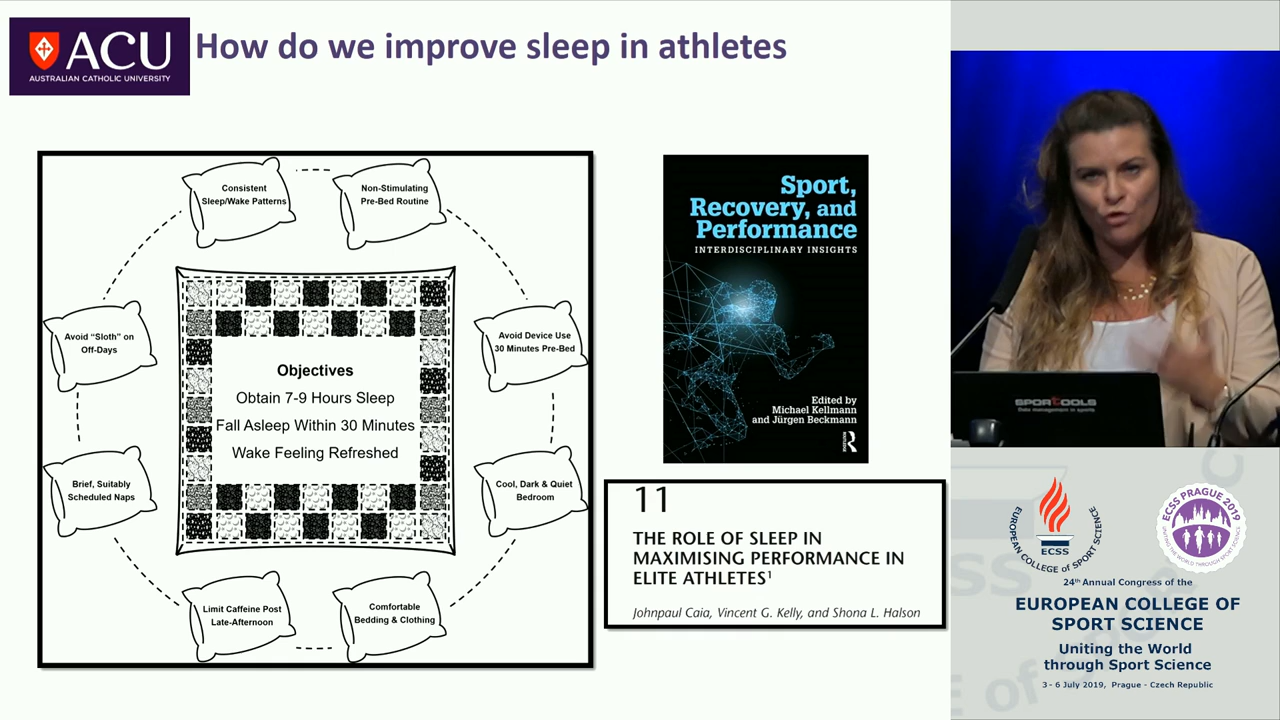 ACU
AUSTRALIAN CATHOLIC UNIVERSITY
How do we improve sleep in athletes
Consistent
Sleep/Wake Patterns
Non-Stimulating
Pre-Bed Routine
Avoid "Sloth" on
Off-Days
Avoid Device Use
30 Minutes Pre-Bed
Objectives
Obtain 7-9 Hours Sleep
Fall Asleep Within 30 Minutes
Wake Feeling Refreshed
Brief, Suitably
Scheduled Naps
Cool, Dark & Quiet
Bedroom
Limit Caffeine Post
Late-Afternoon
Comfortable
Bedding & Clothing
Sport,
Recovery, and
Performance
INTERDISCIPLINARY INSIGHTS
Edited by
Michael Kellmann
and Jürgen Beckmann
11
THE ROLE OF SLEEP IN
MAXIMISING PERFORMANCE IN
ELITE ATHLETES¹
Johnpaul Caia, Vincent G. Kelly, and Shona L. Halson
EUROPEAN COLLEGE OF SPORT SCIENCE
ECSS
ECSS PRAGUE 2019
UNITING THE WORLD THROUGH SPORT SCIENCE
24th Annual Congress of the
EUROPEAN COLLEGE OF
SPORT SCIENCE
Uniting the World
through Sport Science
3 - 6 July 2019, Prague - Czech Republic